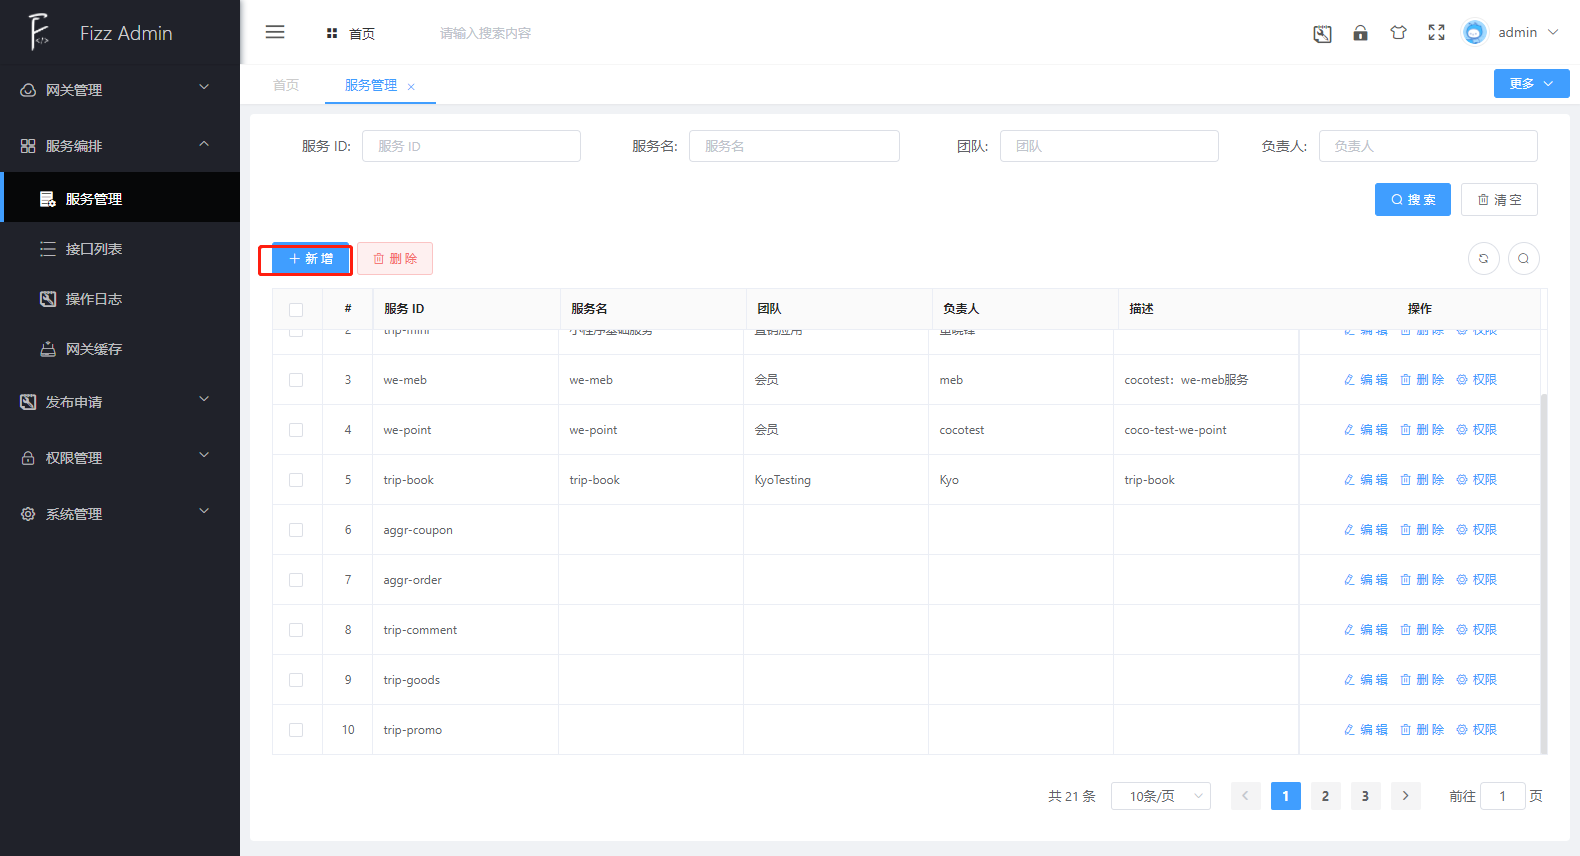 Fizz Admin
首页
请输入搜索内容
admin
网关管理
服务编排
服务管理
接口列表
操作日志
网关缓存
发布申请
权限管理
系统管理
首页 服务管理 ×
更多
服务 ID: 服务 ID 服务名: 服务名 团队: 团队 负责人: 负责人
搜索 清空
新增 删除
# 服务 ID 服务名 团队 负责人 描述 操作
2 trip-mini 小程序基础服务 编辑 删除 权限
3 we-meb we-meb 会员 meb cocotest：we-meb服务 编辑 删除 权限
4 we-point we-point 会员 cocotest coco-test-we-point 编辑 删除 权限
5 trip-book trip-book KyoTesting Kyo trip-book 编辑 删除 权限
6 aggr-coupon 编辑 删除 权限
7 aggr-order 编辑 删除 权限
8 trip-comment 编辑 删除 权限
9 trip-goods 编辑 删除 权限
10 trip-promo 编辑 删除 权限
共 21 条 10条/页 1 2 3 前往 1 页